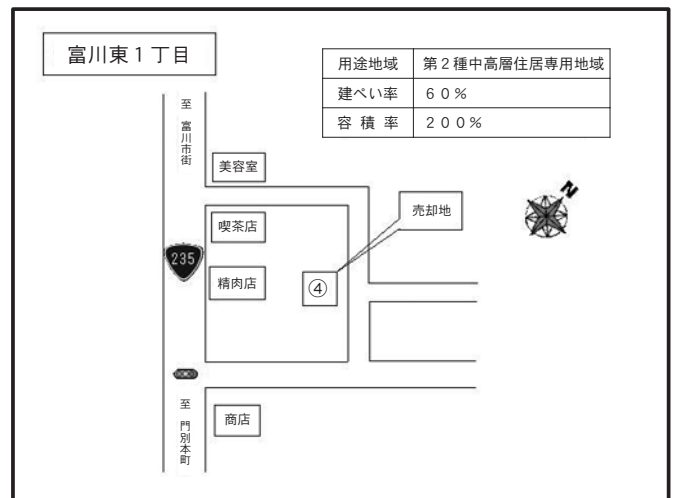 富川東１丁目
用途地域 第２種中高層住居専用地域
建ぺい率 ６０％
容積率 ２００％
至 富川市街
美容室
売却地
N
喫茶店
235
精肉店
④
至 門別本町
商店